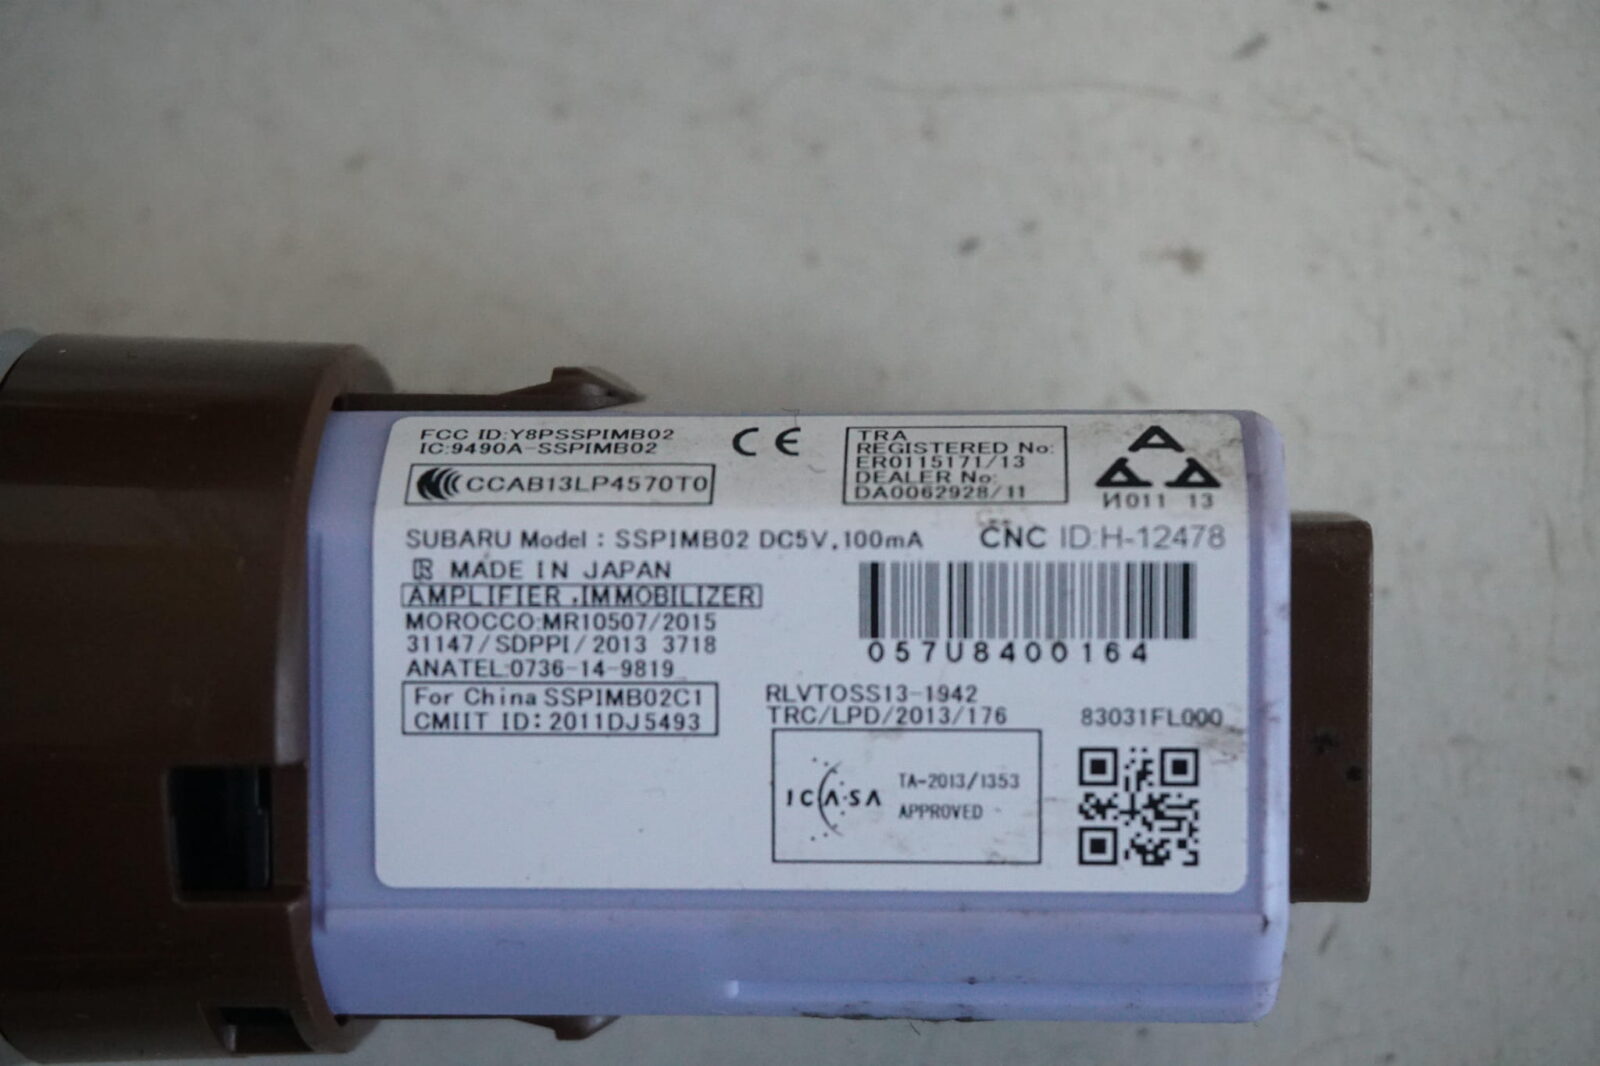 FCC ID:Y8PSSPIMB02
IC:9490A-SSPIMB02
CE
TRA
REGISTERED No:
ER0115171/13
DEALER No:
DA0062928/11
И011 13
CCAB13LP4570T0
SUBARU Model : SSPIMB02 DC5V,100mA
CNC ID:H-12478
R MADE IN JAPAN
AMPLIFIER ,IMMOBILIZER
MOROCCO:MR10507/2015
31147/SDPPI/2013 3718
ANATEL:0736-14-9819
057U8400164
For China SSPIMB02C1
CMIIT ID: 2011DJ5493
RLVTOSS13-1942
TRC/LPD/2013/176
83031FL000
ICASA
TA-2013/1353
APPROVED